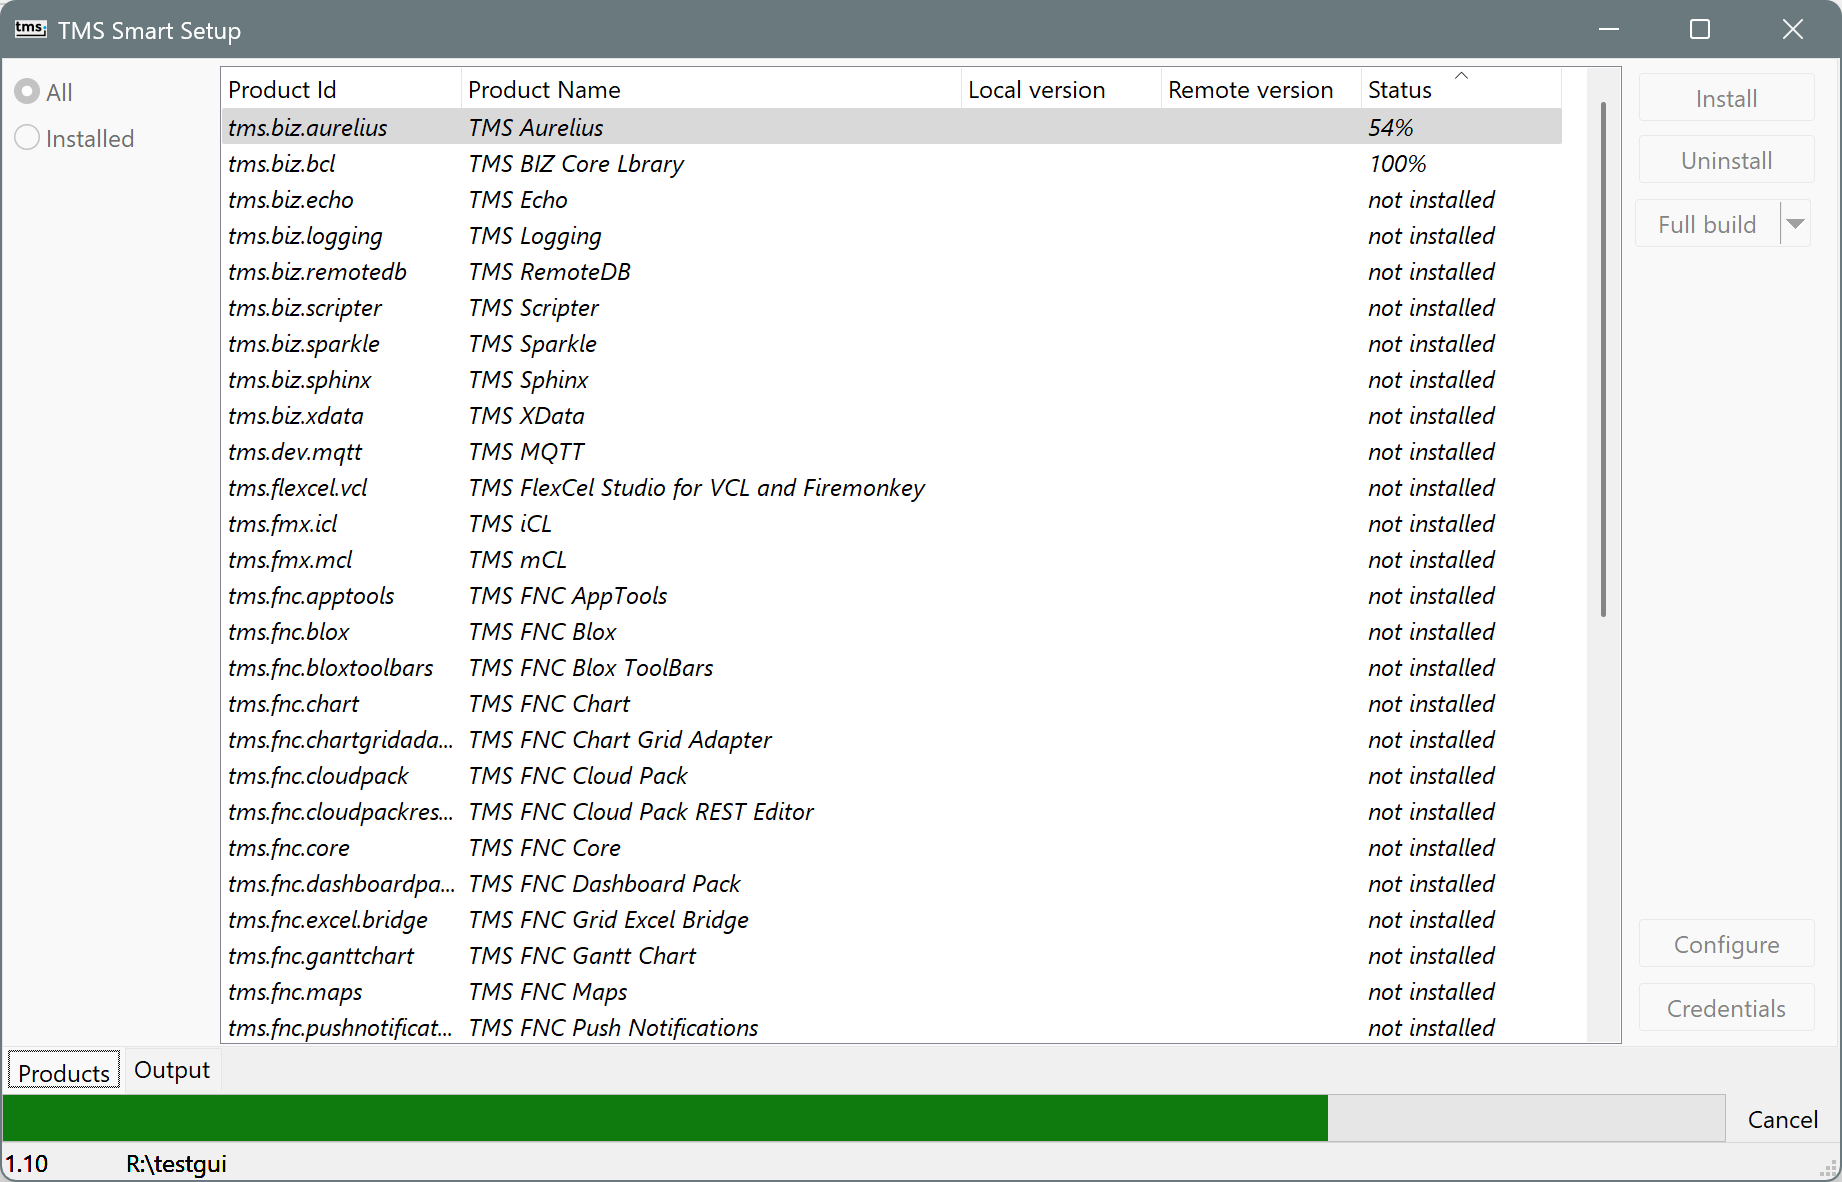 tms TMS Smart Setup
All
Installed
Product Id Product Name Local version Remote version Status
tms.biz.aurelius TMS Aurelius 54%
tms.biz.bcl TMS BIZ Core Lbrary 100%
tms.biz.echo TMS Echo not installed
tms.biz.logging TMS Logging not installed
tms.biz.remotedb TMS RemoteDB not installed
tms.biz.scripter TMS Scripter not installed
tms.biz.sparkle TMS Sparkle not installed
tms.biz.sphinx TMS Sphinx not installed
tms.biz.xdata TMS XData not installed
tms.dev.mqtt TMS MQTT not installed
tms.flexcel.vcl TMS FlexCel Studio for VCL and Firemonkey not installed
tms.fmx.icl TMS iCL not installed
tms.fmx.mcl TMS mCL not installed
tms.fnc.apptools TMS FNC AppTools not installed
tms.fnc.blox TMS FNC Blox not installed
tms.fnc.bloxtoolbars TMS FNC Blox ToolBars not installed
tms.fnc.chart TMS FNC Chart not installed
tms.fnc.chartgridada... TMS FNC Chart Grid Adapter not installed
tms.fnc.cloudpack TMS FNC Cloud Pack not installed
tms.fnc.cloudpackres... TMS FNC Cloud Pack REST Editor not installed
tms.fnc.core TMS FNC Core not installed
tms.fnc.dashboardpa... TMS FNC Dashboard Pack not installed
tms.fnc.excel.bridge TMS FNC Grid Excel Bridge not installed
tms.fnc.ganttchart TMS FNC Gantt Chart not installed
tms.fnc.maps TMS FNC Maps not installed
tms.fnc.pushnotificat... TMS FNC Push Notifications not installed
Install
Uninstall
Full build
Configure
Credentials
Products Output
Cancel
1.10 R:\testgui